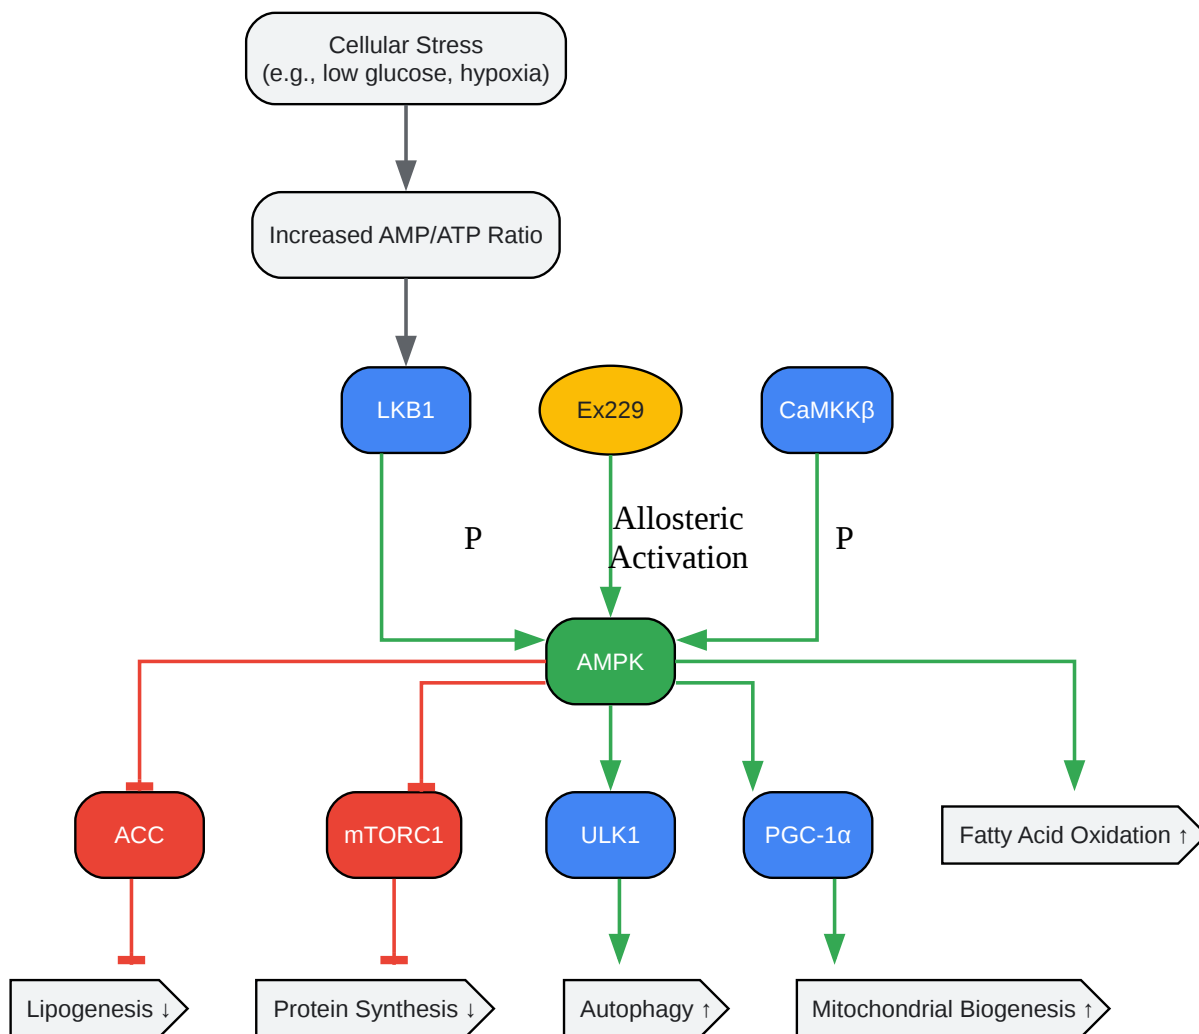 Cellular Stress
(e.g., low glucose, hypoxia)
Increased AMP/ATP Ratio
LKB1
Ex229
CaMKKβ
P
Allosteric
Activation
P
AMPK
ACC
mTORC1
ULK1
PGC-1α
Fatty Acid Oxidation ↑
Lipogenesis ↓
Protein Synthesis ↓
Autophagy ↑
Mitochondrial Biogenesis ↑